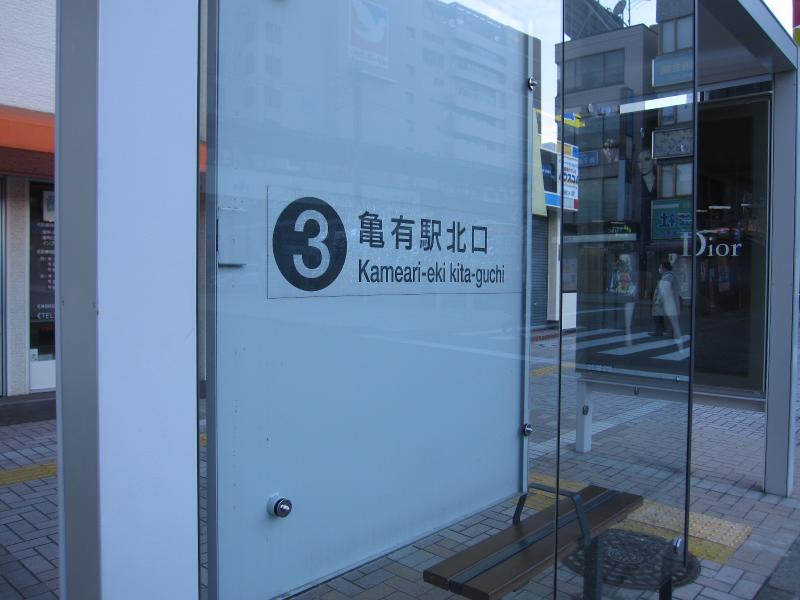 3
亀有駅北口
Kameari-eki kita-guchi
Dior